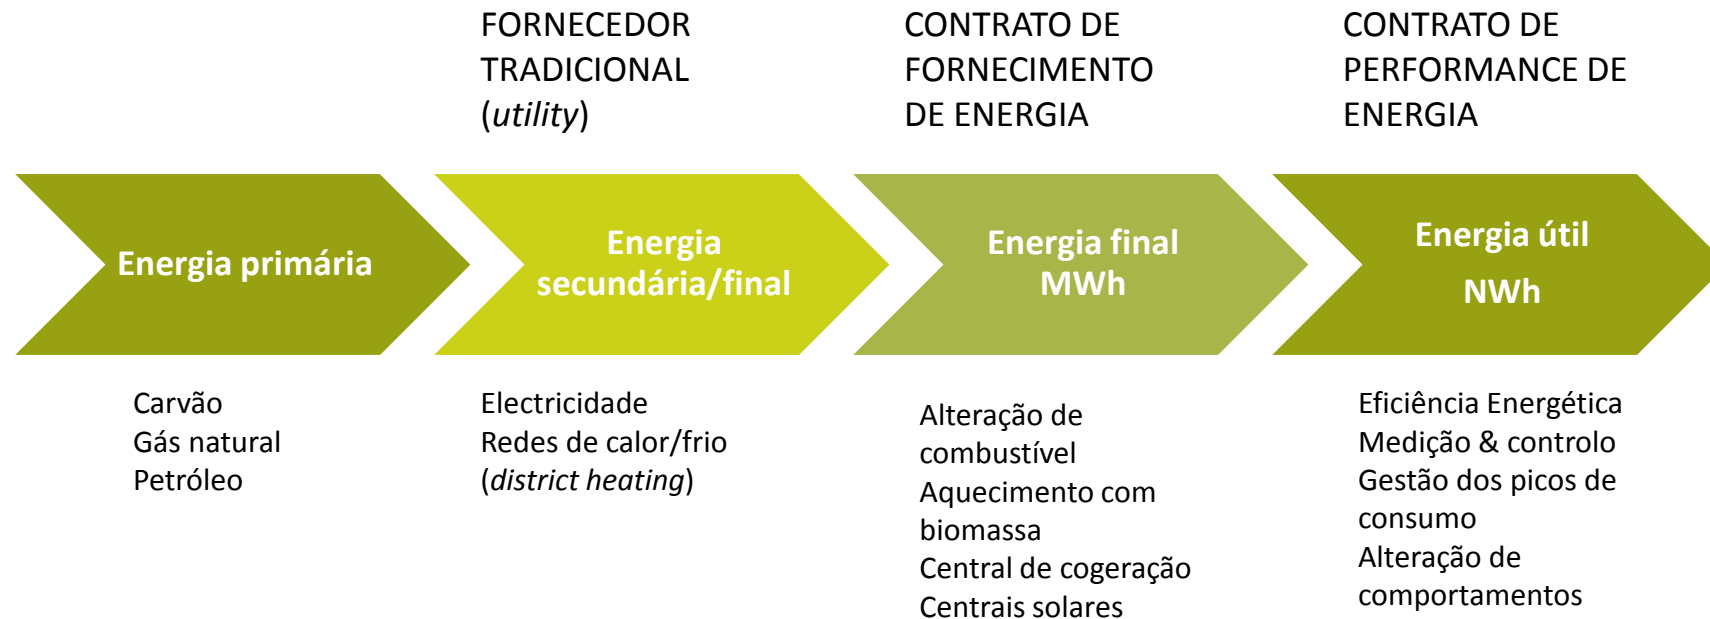 FORNECEDOR
TRADICIONAL
(utility)
CONTRATO DE
FORNECIMENTO
DE ENERGIA
CONTRATO DE
PERFORMANCE DE
ENERGIA
Energia primária
Energia
secundária/final
Energia final
MWh
Energia útil
NWh
Carvão
Gás natural
Petróleo
Electricidade
Redes de calor/frio
(district heating)
Alteração de
combustível
Aquecimento com
biomassa
Central de cogeração
Centrais solares
Eficiência Energética
Medição & controlo
Gestão dos picos de
consumo
Alteração de
comportamentos